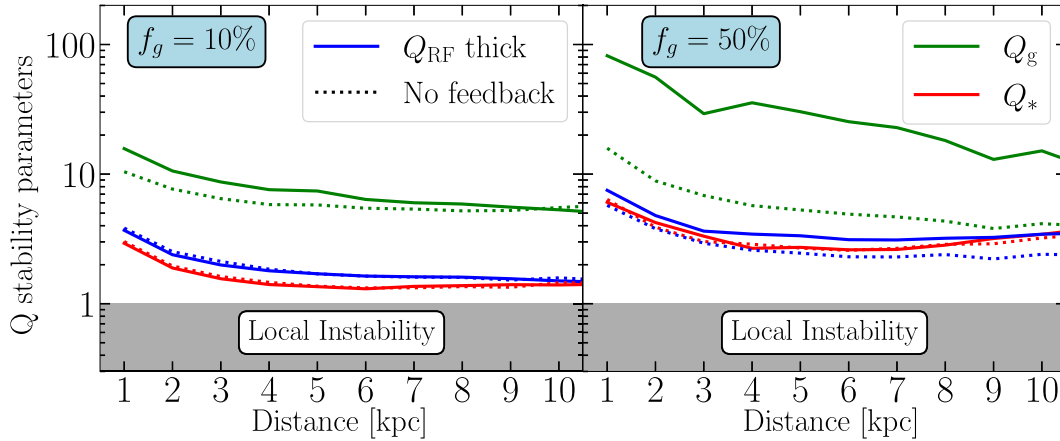 Q stability parameters
100
10
1
f_g = 10%
Q_RF thick
No feedback
Local Instability
1 2 3 4 5 6 7 8 9 10
Distance [kpc]
f_g = 50%
Q_g
Q_*
Local Instability
1 2 3 4 5 6 7 8 9 10
Distance [kpc]